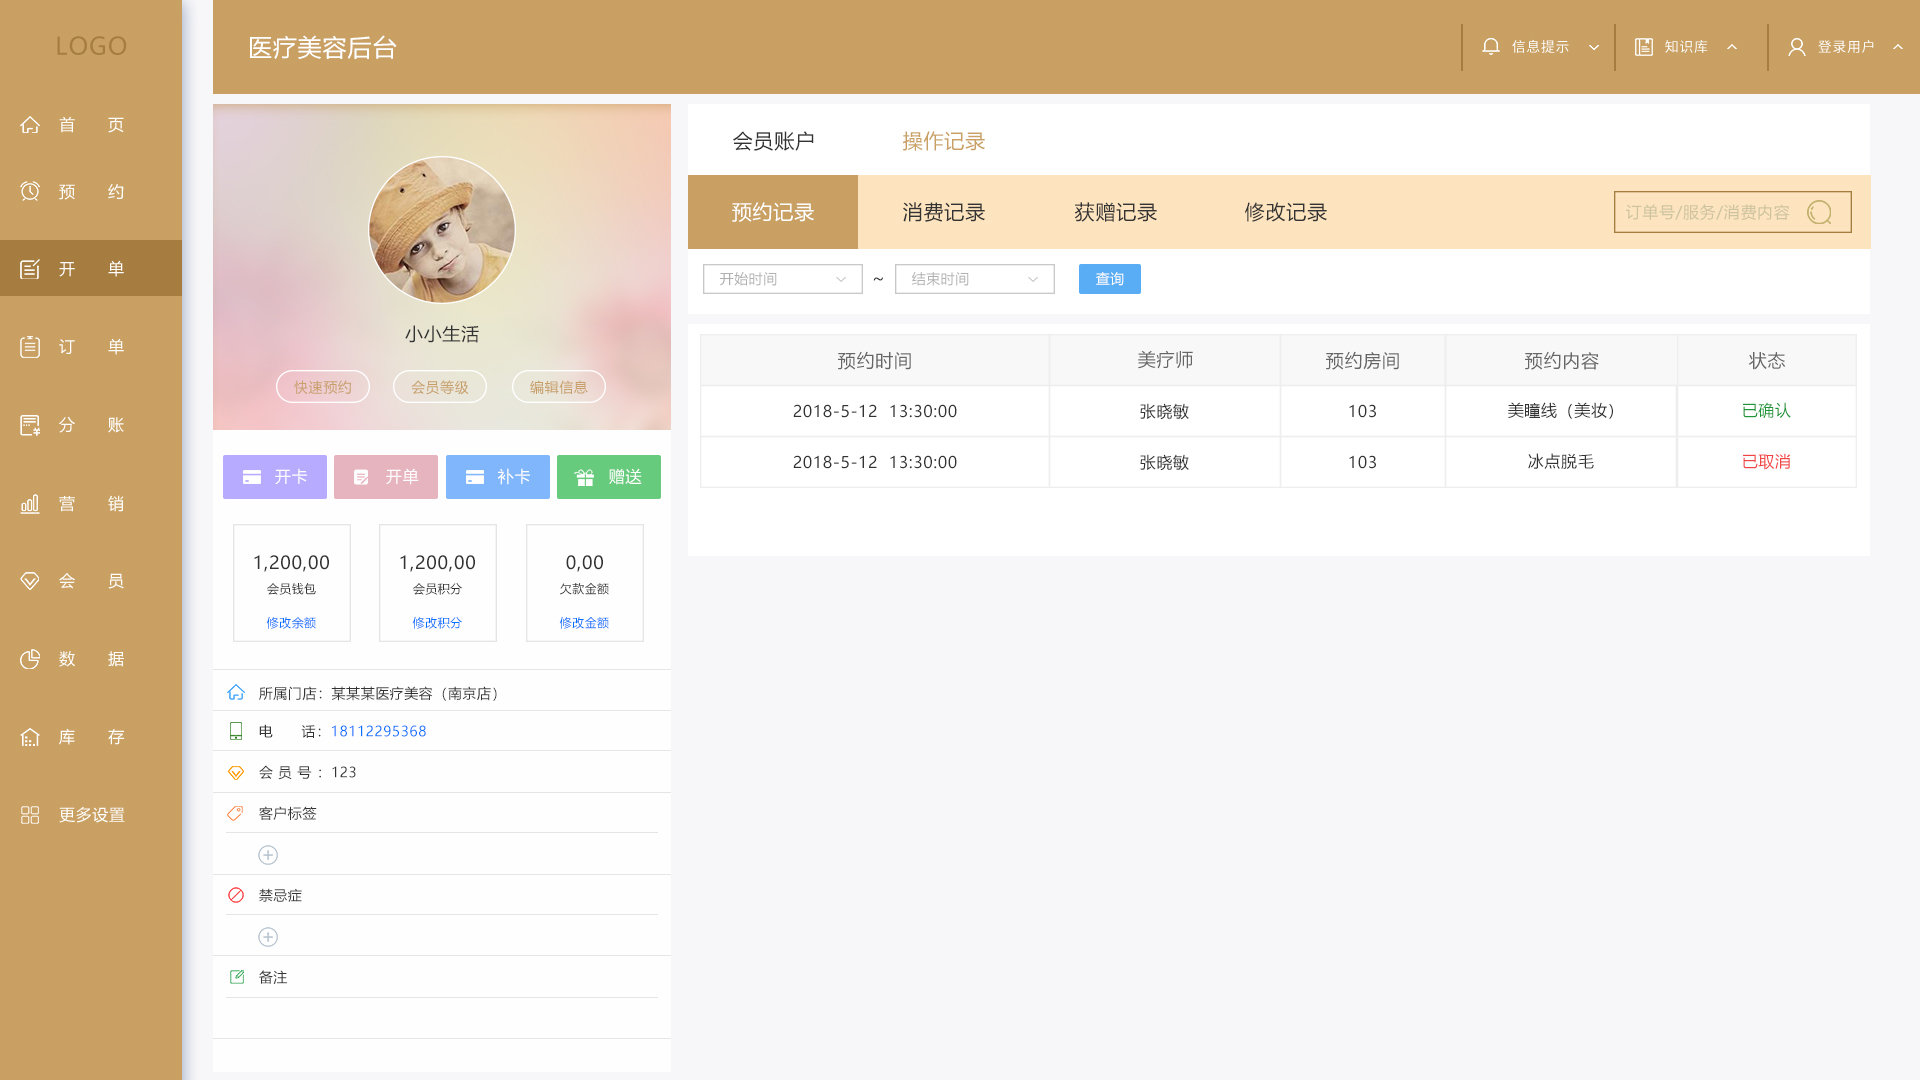 LOGO
首 页
预 约
开 单
订 单
分 账
营 销
会 员
数 据
库 存
更多设置
医疗美容后台
信息提示
知识库
登录用户
小小生活
快速预约 会员等级 编辑信息
开卡 开单 补卡 赠送
1,200,00 1,200,00 0,00
会员钱包 会员积分 欠款金额
修改余额 修改积分 修改金额
所属门店：某某某医疗美容（南京店）
电 话：18112295368
会 员 号 ：123
客户标签
禁忌症
备注
会员账户 操作记录
预约记录 消费记录 获赠记录 修改记录 订单号/服务/消费内容
开始时间 ~ 结束时间 查询
预约时间 美疗师 预约房间 预约内容 状态
2018-5-12 13:30:00 张晓敏 103 美瞳线（美妆） 已确认
2018-5-12 13:30:00 张晓敏 103 冰点脱毛 已取消